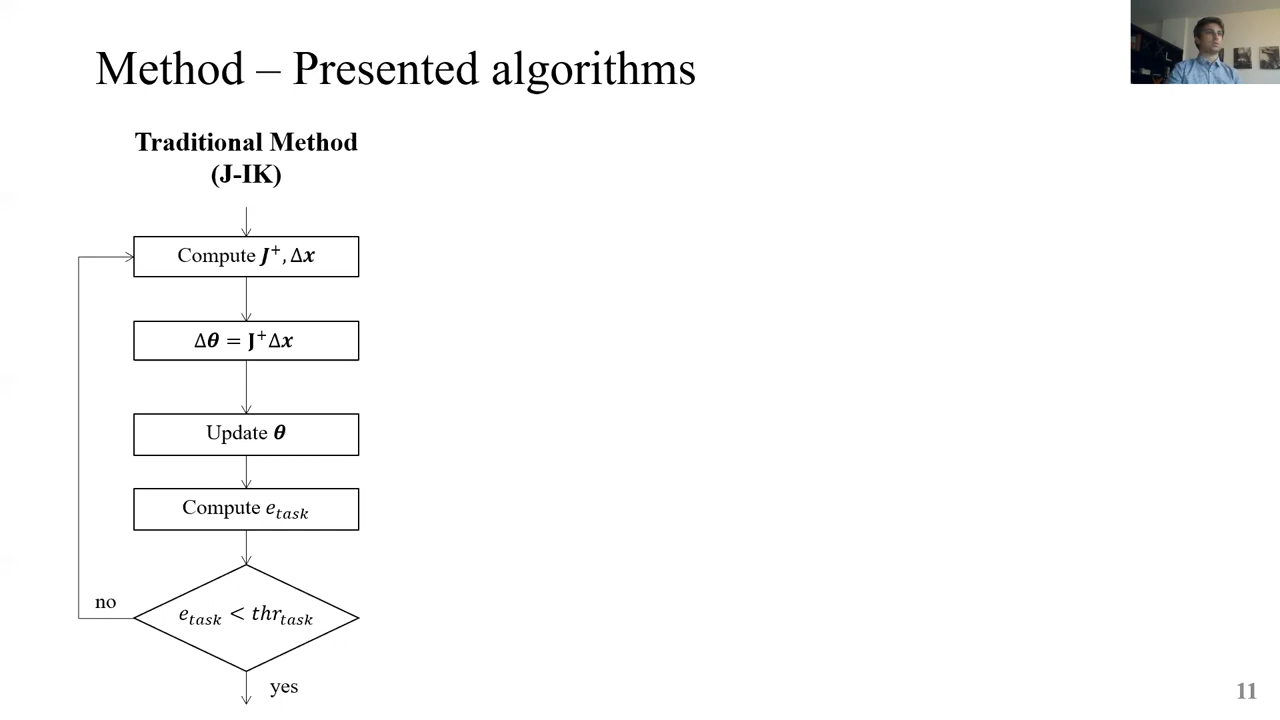 Method – Presented algorithms
Traditional Method
(J-IK)
Compute J⁺, Δx
Δθ = J⁺Δx
Update θ
Compute e_task
e_task < thr_task
no
yes
11